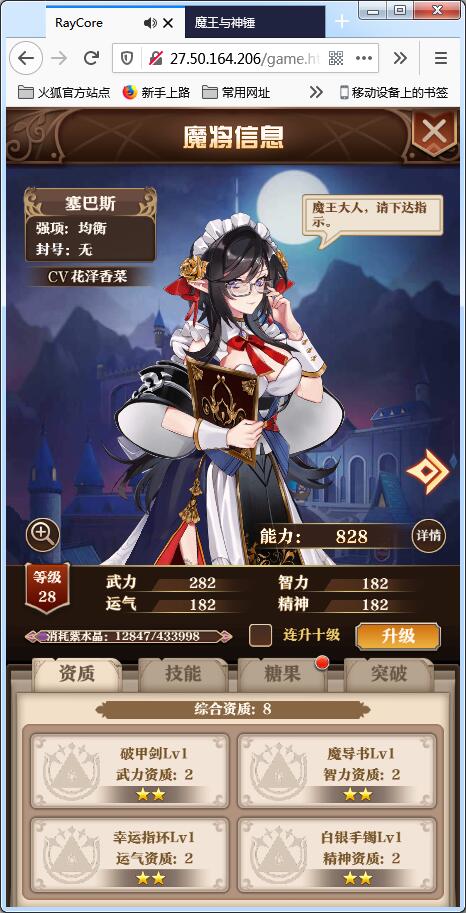 RayCore
魔王与神锤
27.50.164.206/game.h
火狐官方站点
新手上路
常用网址
移动设备上的书签
魔将信息
塞巴斯
强项：均衡
封号：无
CV花泽香菜
魔王大人，请下达指
示。
能力： 828
详情
等级
28
武力 282
智力 182
运气 182
精神 182
消耗紫水晶：12847/433998
连升十级
升级
资质
技能
糖果
突破
综合资质：8
破甲剑Lv1
武力资质：2
魔导书Lv1
智力资质：2
幸运指环Lv1
运气资质：2
白银手镯Lv1
精神资质：2